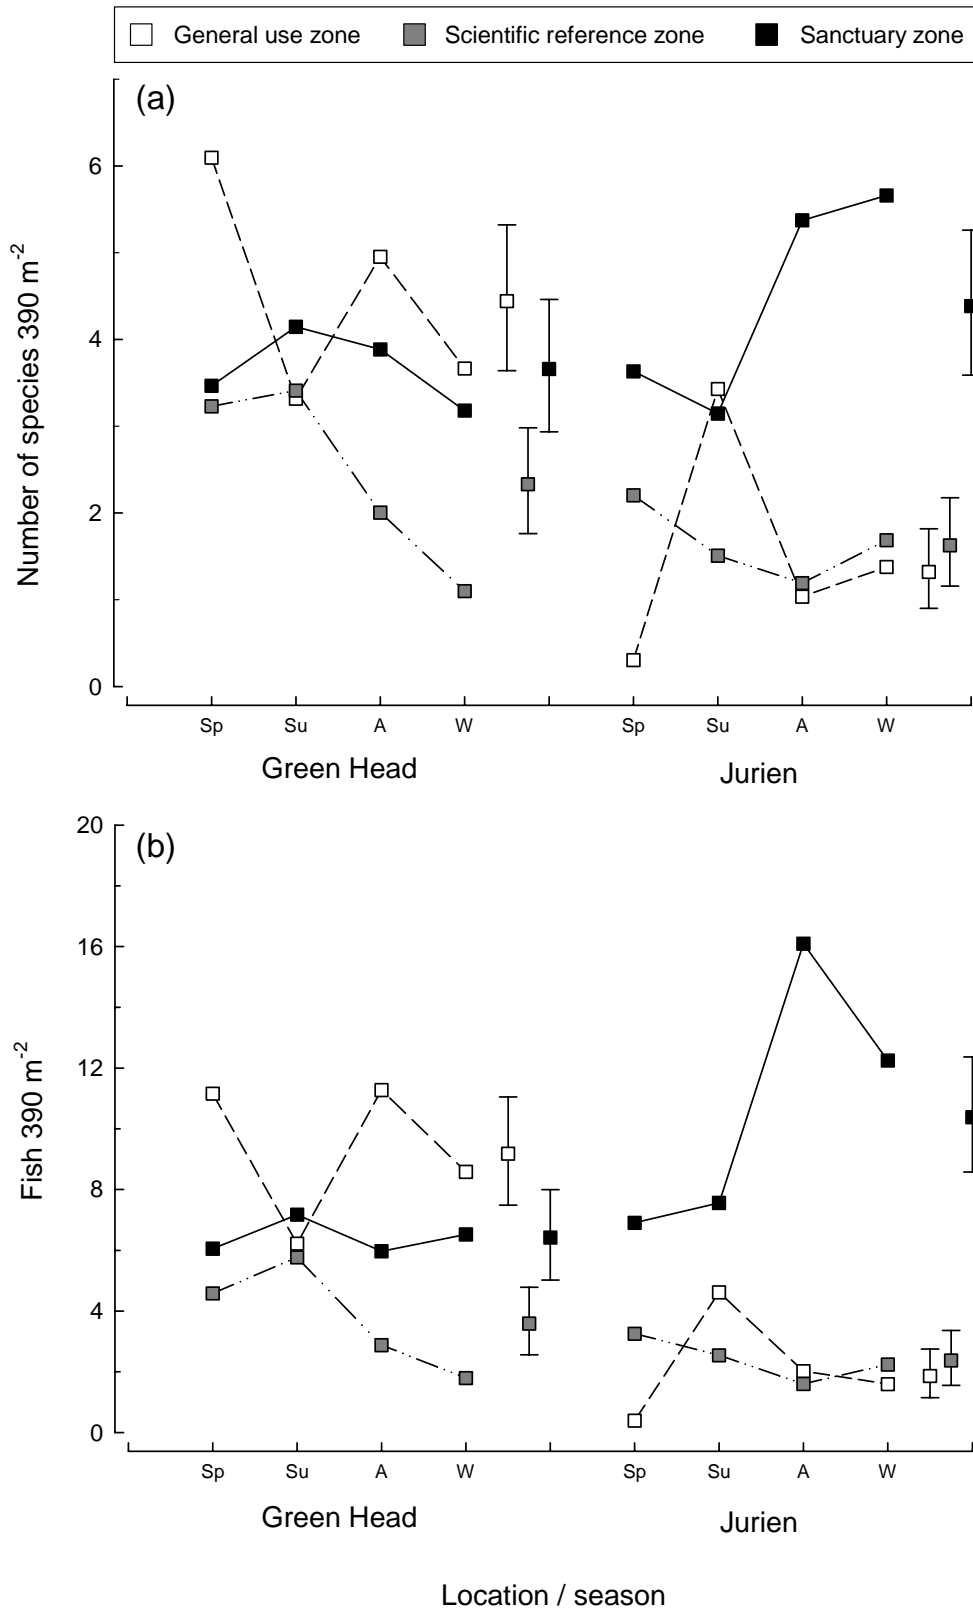 General use zone Scientific reference zone Sanctuary zone
(a)
Number of species 390 m-2
6
4
2
0
Sp Su A W Sp Su A W
Green Head Jurien
(b)
Fish 390 m-2
20
16
12
8
4
0
Sp Su A W Sp Su A W
Green Head Jurien
Location / season